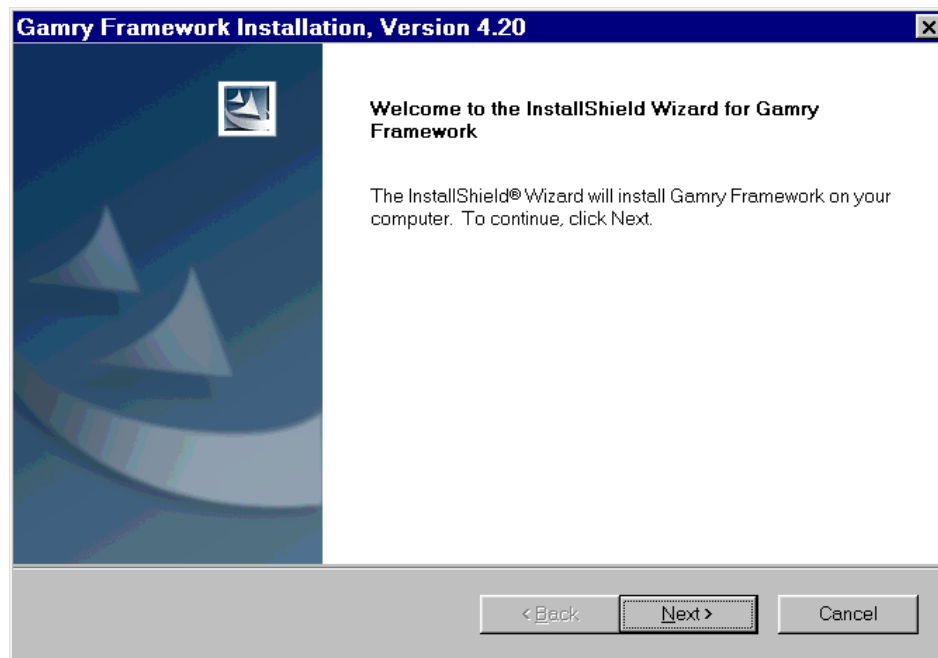 Gamry Framework Installation, Version 4.20
Welcome to the InstallShield Wizard for Gamry
Framework
The InstallShield® Wizard will install Gamry Framework on your
computer. To continue, click Next.
< Back
Next >
Cancel